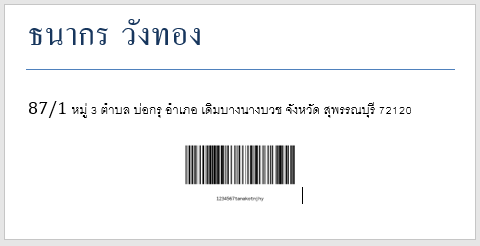 ธนากร วังทอง
87/1 หมู่ 3 ตำบล บ่อกรุ อำเภอ เดิมบางนางบวช จังหวัด สุพรรณบุรี 72120